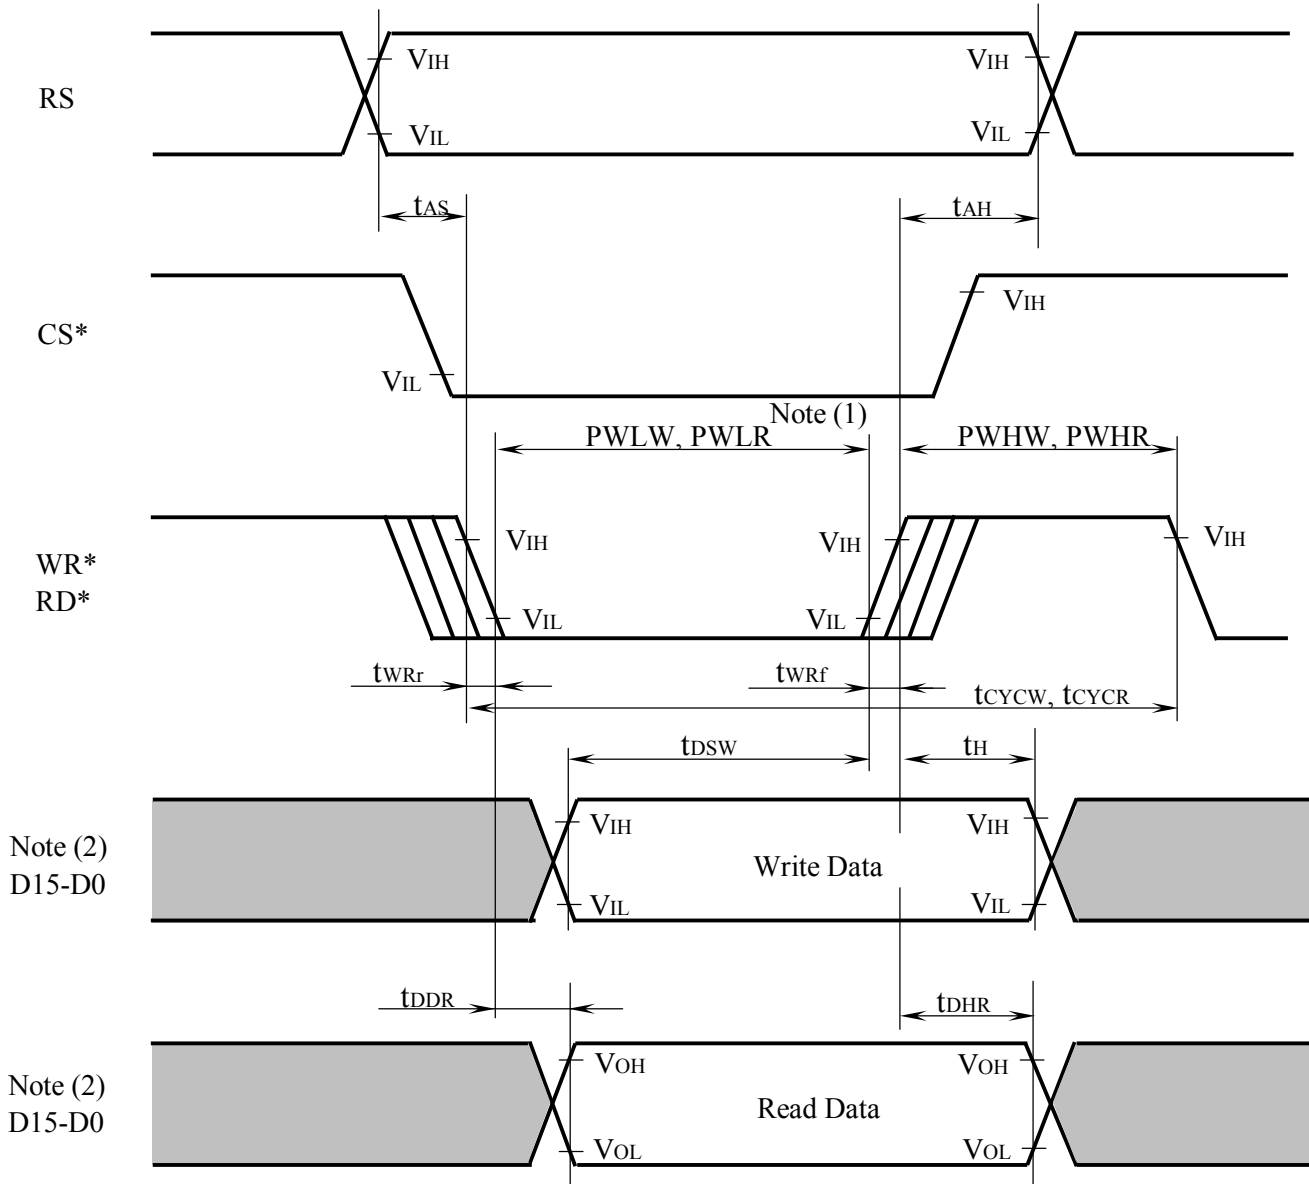 VIH VIH
RS
VIL VIL
tAS tAH
VIH
CS*
VIL
Note (1)
PWLW, PWLR PWHW, PWHR
VIH VIH VIH
WR*
RD*
VIL VIL
tWRr tWRf
tCYCW, tCYCR
tDSW tH
VIH VIH
Note (2)
D15-D0
Write Data
VIL VIL
tDDR tDHR
VOH VOH
Note (2)
D15-D0
Read Data
VOL VOL